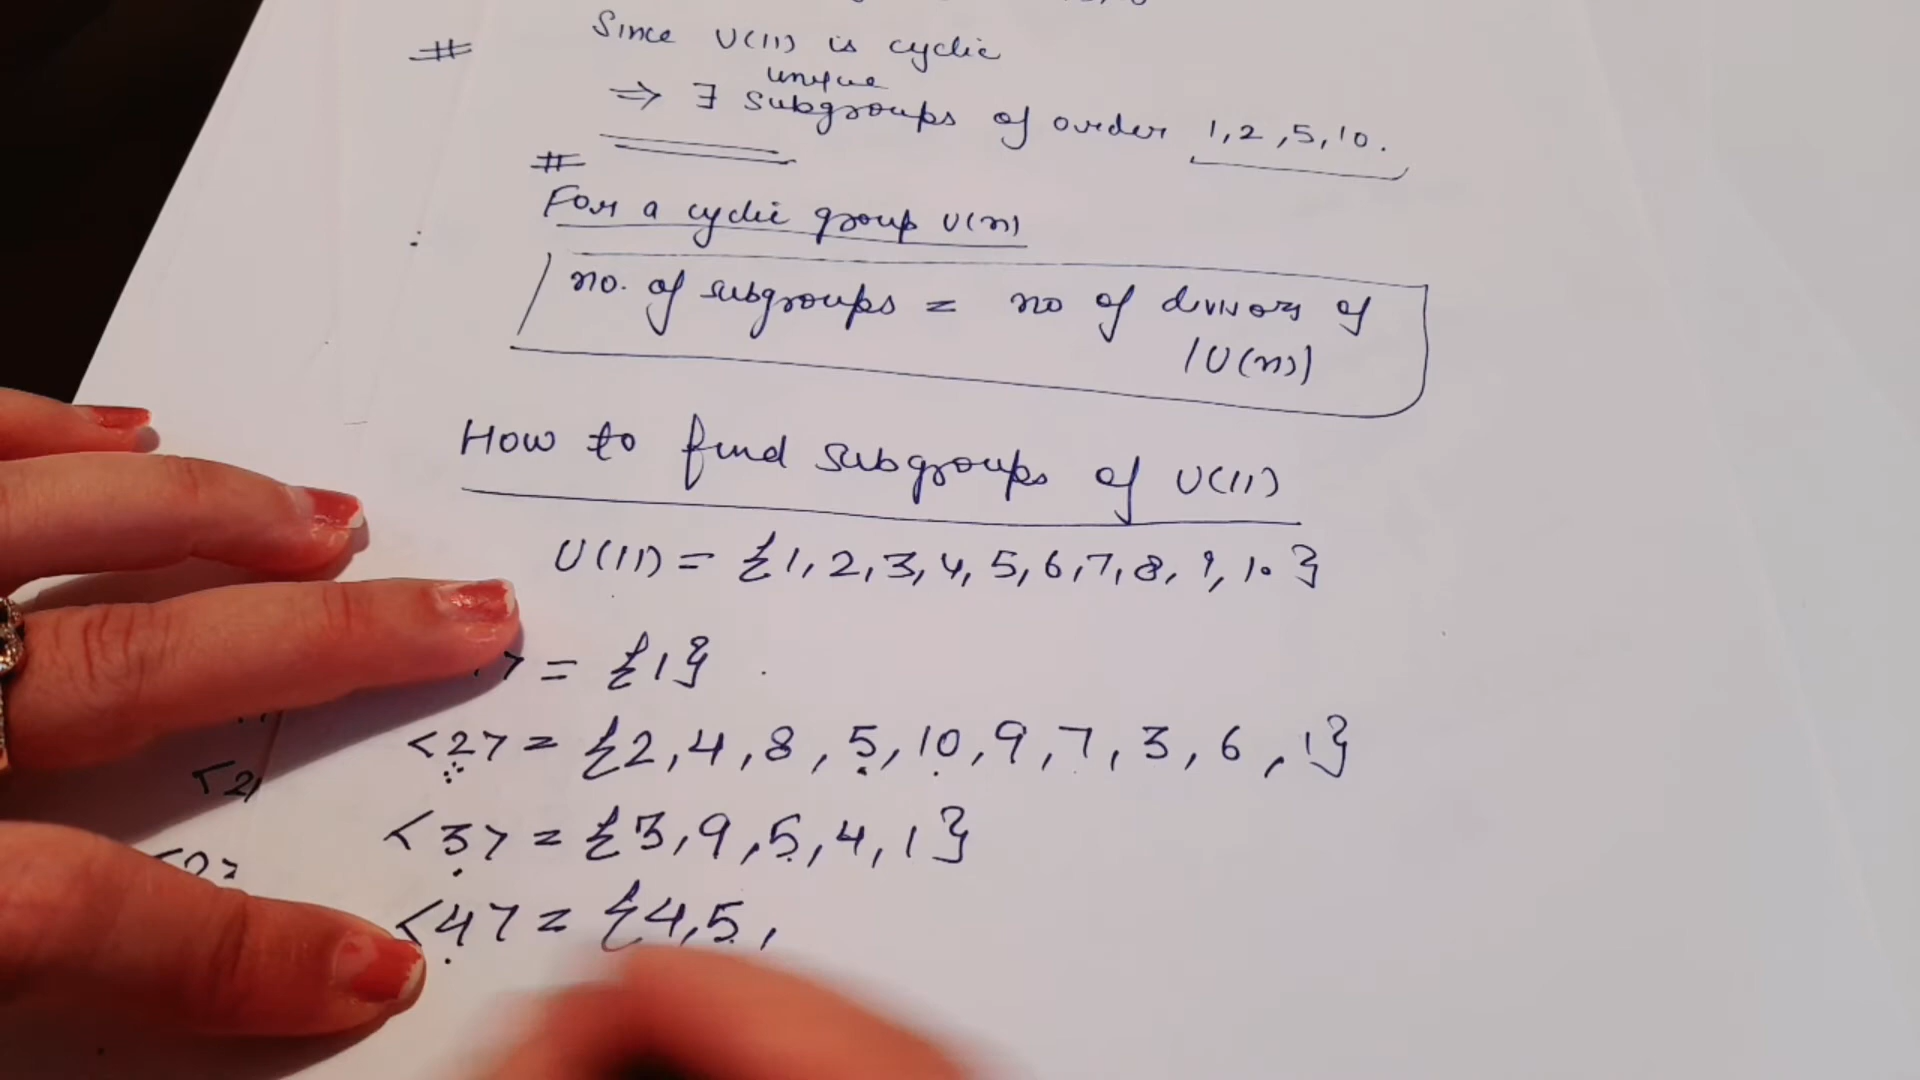 #
Since U(11) is cyclic
unique
⇒ ∃ subgroups of order 1,2,5,10.
#
For a cyclic group U(n)
no. of subgroups = no of divisors of
|U(n)|
How to find subgroups of U(11)
U(11) = {1,2,3,4,5,6,7,8,9,10}
> = {1}
<2> = {2,4,8,5,10,9,7,3,6,1}
<2
<3> = {3,9,5,4,1}
<4> = {4,5,